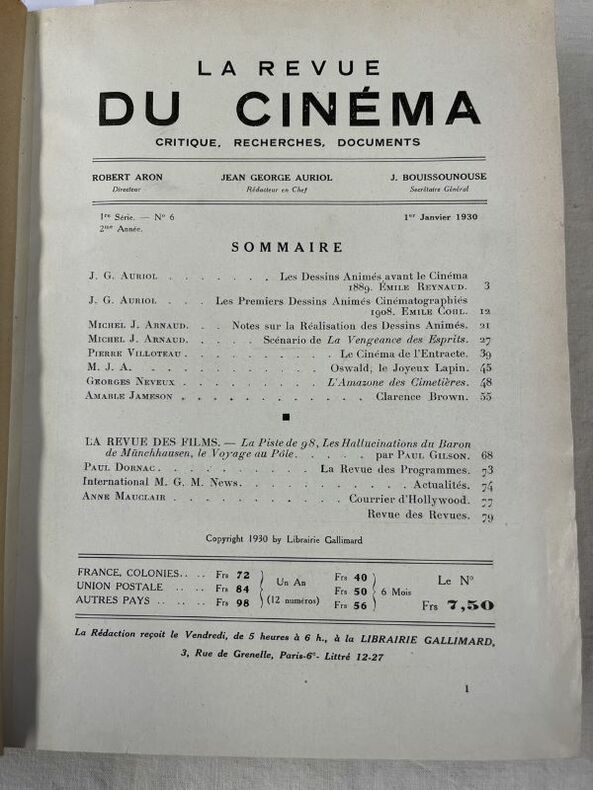 LA REVUE
DU CINÉMA
CRITIQUE, RECHERCHES, DOCUMENTS
ROBERT ARON JEAN GEORGE AURIOL J. BOUISSOUNOUSE
Directeur Rédacteur en Chef Secrétaire Général
1re Série. — No 6 1er Janvier 1930
2me Année.
SOMMAIRE
J. G. AURIOL . . . . . . . Les Dessins Animés avant le Cinéma
1889. ÉMILE REYNAUD. 3
J. G. AURIOL . . . Les Premiers Dessins Animés Cinématographiés
1908. EMILE COHL. 12
MICHEL J. ARNAUD. . . Notes sur la Réalisation des Dessins Animés. 21
MICHEL J. ARNAUD. . . . . Scénario de La Vengeance des Esprits. 27
PIERRE VILLOTEAU . . . . . . . . . . Le Cinéma de l'Entracte. 39
M. J. A. . . . . . . . . . . . . Oswald, le Joyeux Lapin. 45
GEORGES NEVEUX . . . . . . . . . . L'Amazone des Cimetières. 48
AMABLE JAMESON . . . . . . . . . . . . . Clarence Brown. 55
LA REVUE DES FILMS. — La Piste de 98, Les Hallucinations du Baron
de Münchhausen, le Voyage au Pôle. . . . . par PAUL GILSON. 68
PAUL DORNAC. . . . . . . . . . . La Revue des Programmes. 73
International M. G. M. News. . . . . . . . . . . . Actualités. 74
ANNE MAUCLAIR . . . . . . . . . . . . Courrier d'Hollywood. 77
Revue des Revues. 79
Copyright 1930 by Librairie Gallimard
FRANCE, COLONIES.. .. Frs 72 Un An Frs 40 6 Mois Le No
UNION POSTALE .. .. Frs 84 (12 numéros) Frs 50
AUTRES PAYS .. .. .. Frs 98 Frs 56 Frs 7,50
La Rédaction reçoit le Vendredi, de 5 heures à 6 h., à la LIBRAIRIE GALLIMARD,
3, Rue de Grenelle, Paris-6e- Littré 12-27
1